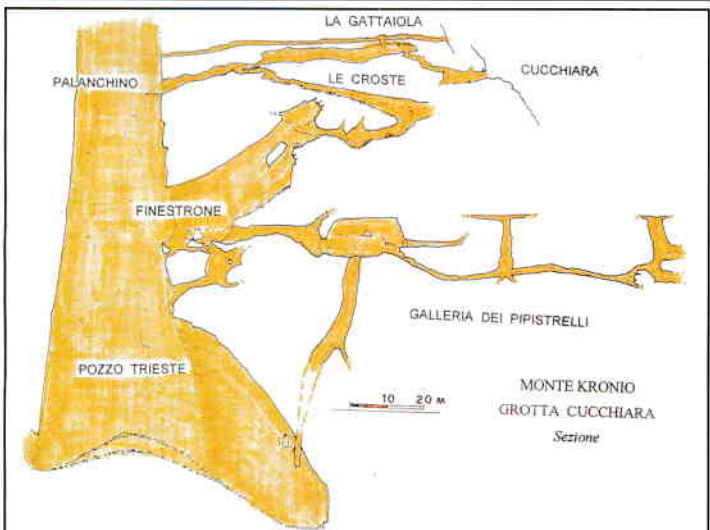 LA GATTAIOLA
CUCCHIARA
PALANCHINO
LE CROSTE
FINESTRONE
GALLERIA DEI PIPISTRELLI
POZZO TRIESTE
10 20 M
MONTE KRONIO
GROTTA CUCCHIARA
Sezione